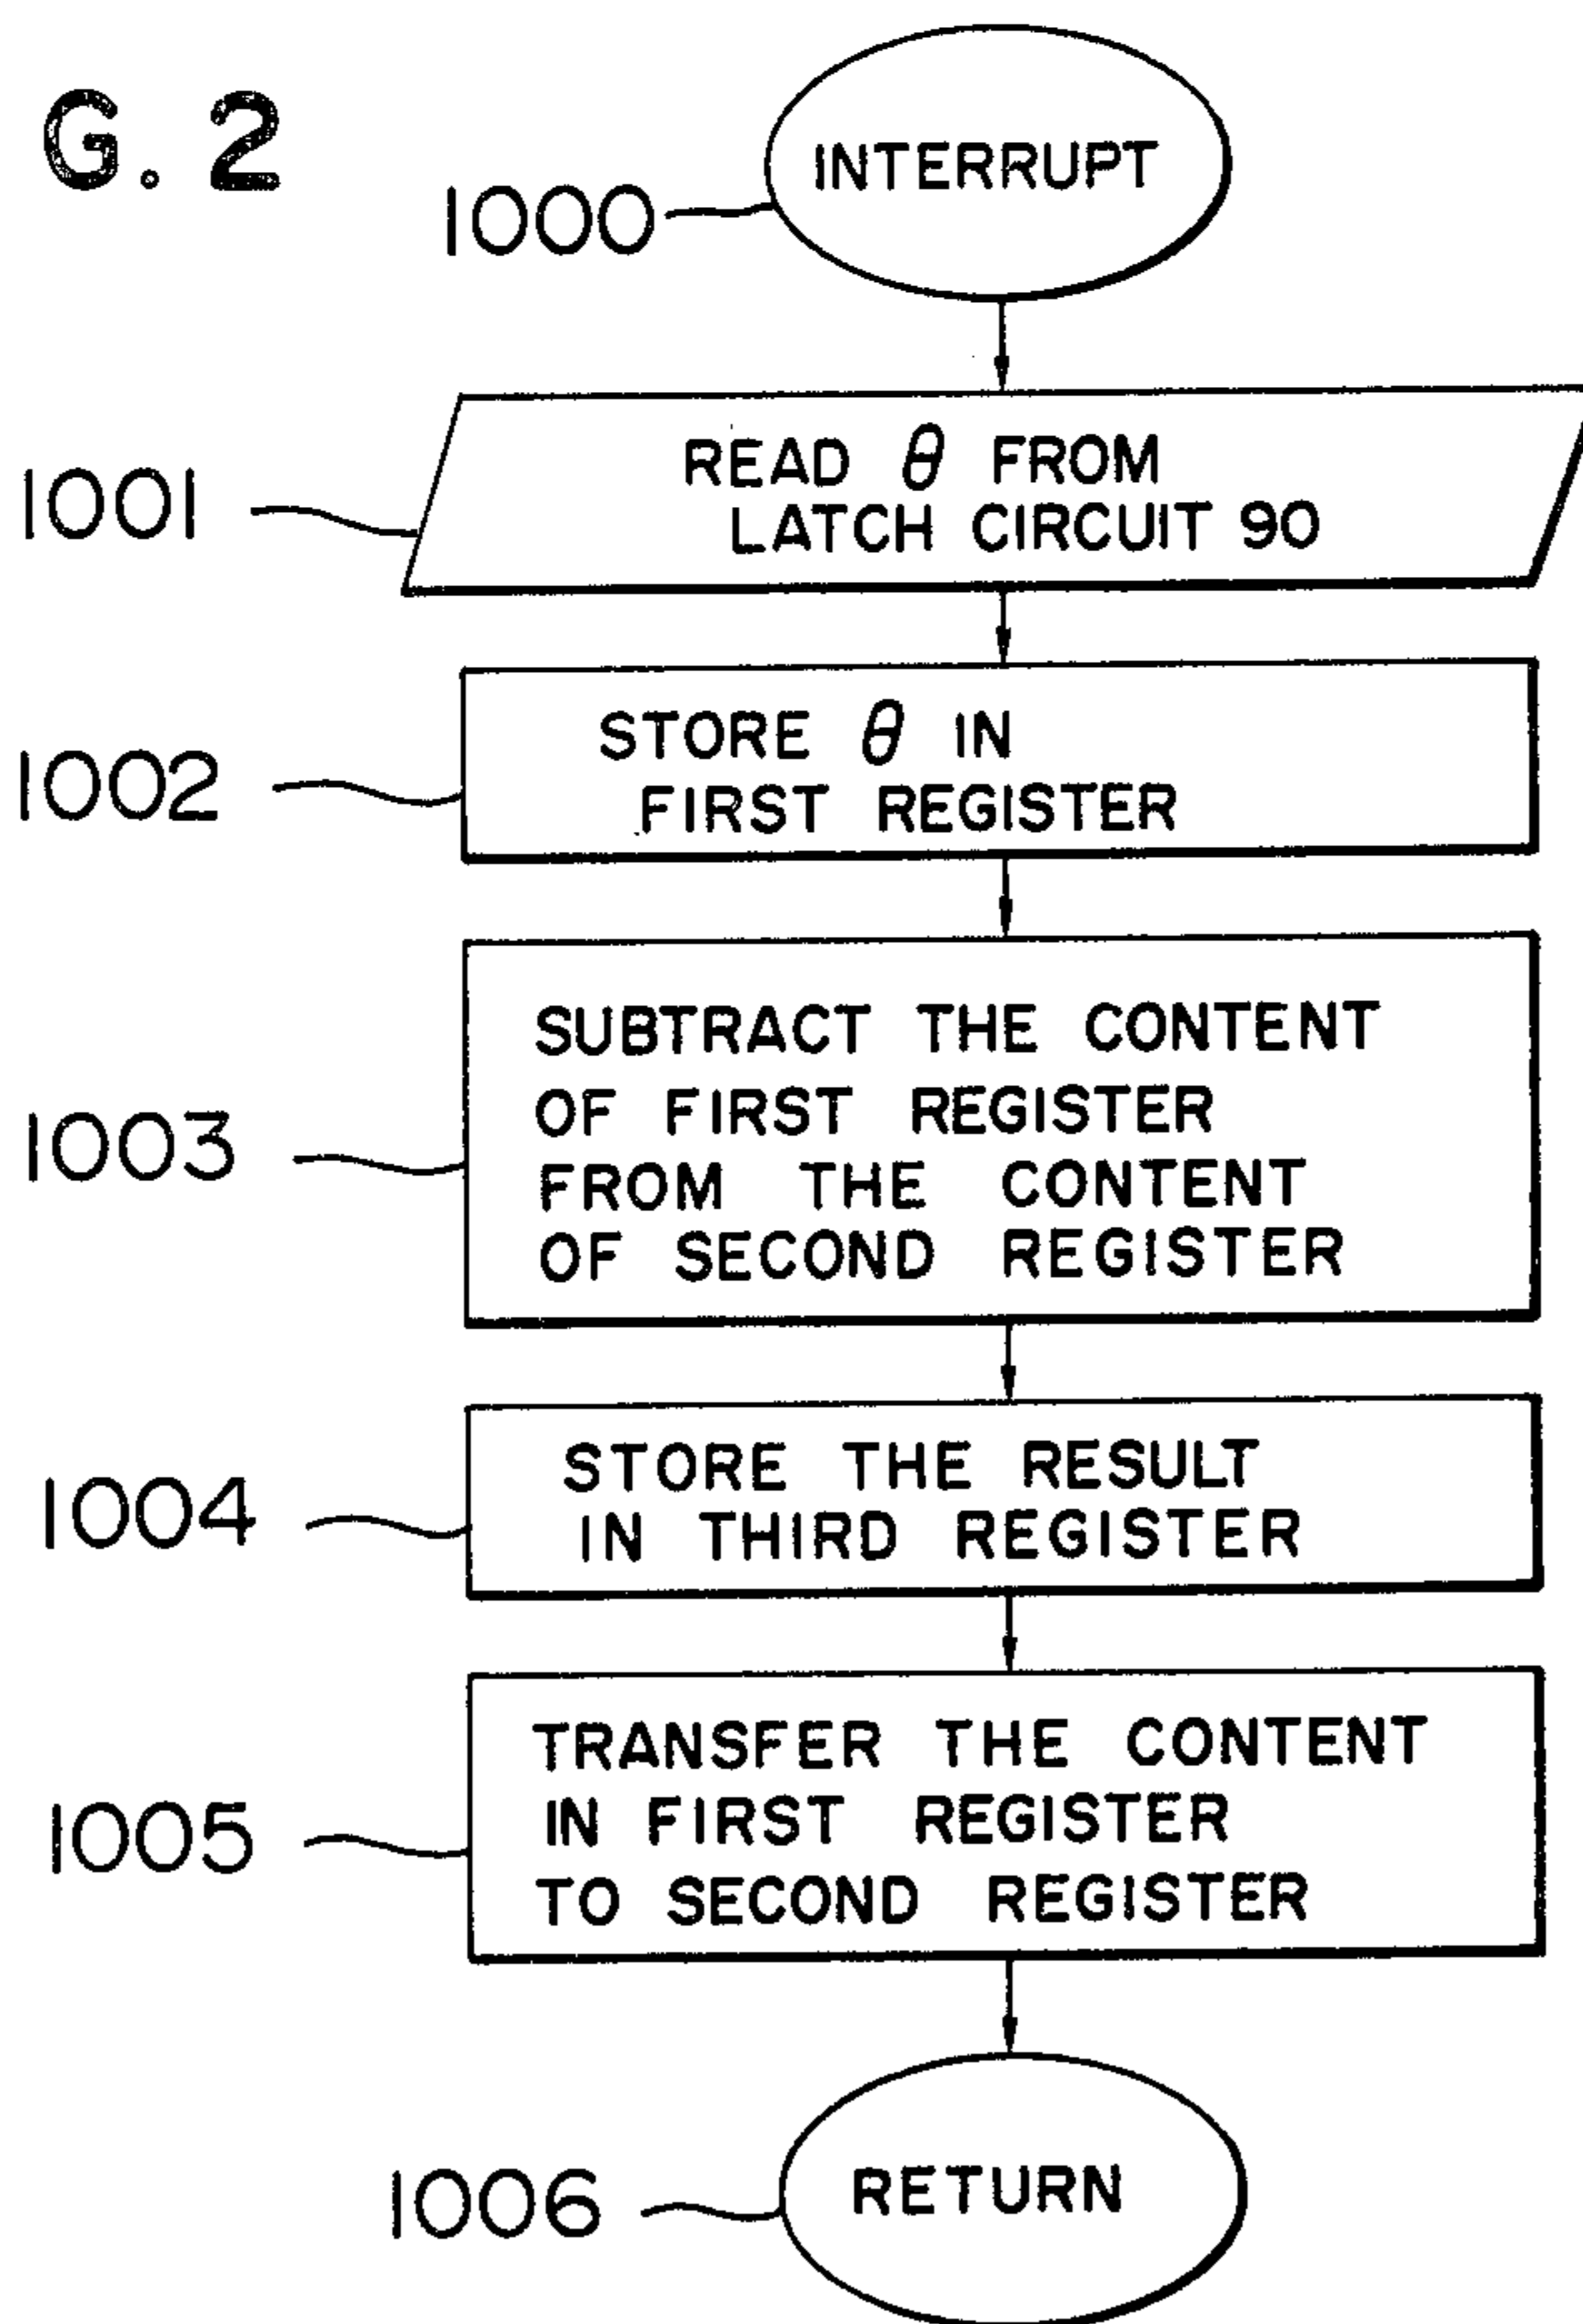 G. 2
INTERRUPT
1000
READ θ FROM
LATCH CIRCUIT 90
1001
STORE θ IN
FIRST REGISTER
1002
SUBTRACT THE CONTENT
OF FIRST REGISTER
FROM THE CONTENT
OF SECOND REGISTER
1003
STORE THE RESULT
IN THIRD REGISTER
1004
TRANSFER THE CONTENT
IN FIRST REGISTER
TO SECOND REGISTER
1005
RETURN
1006